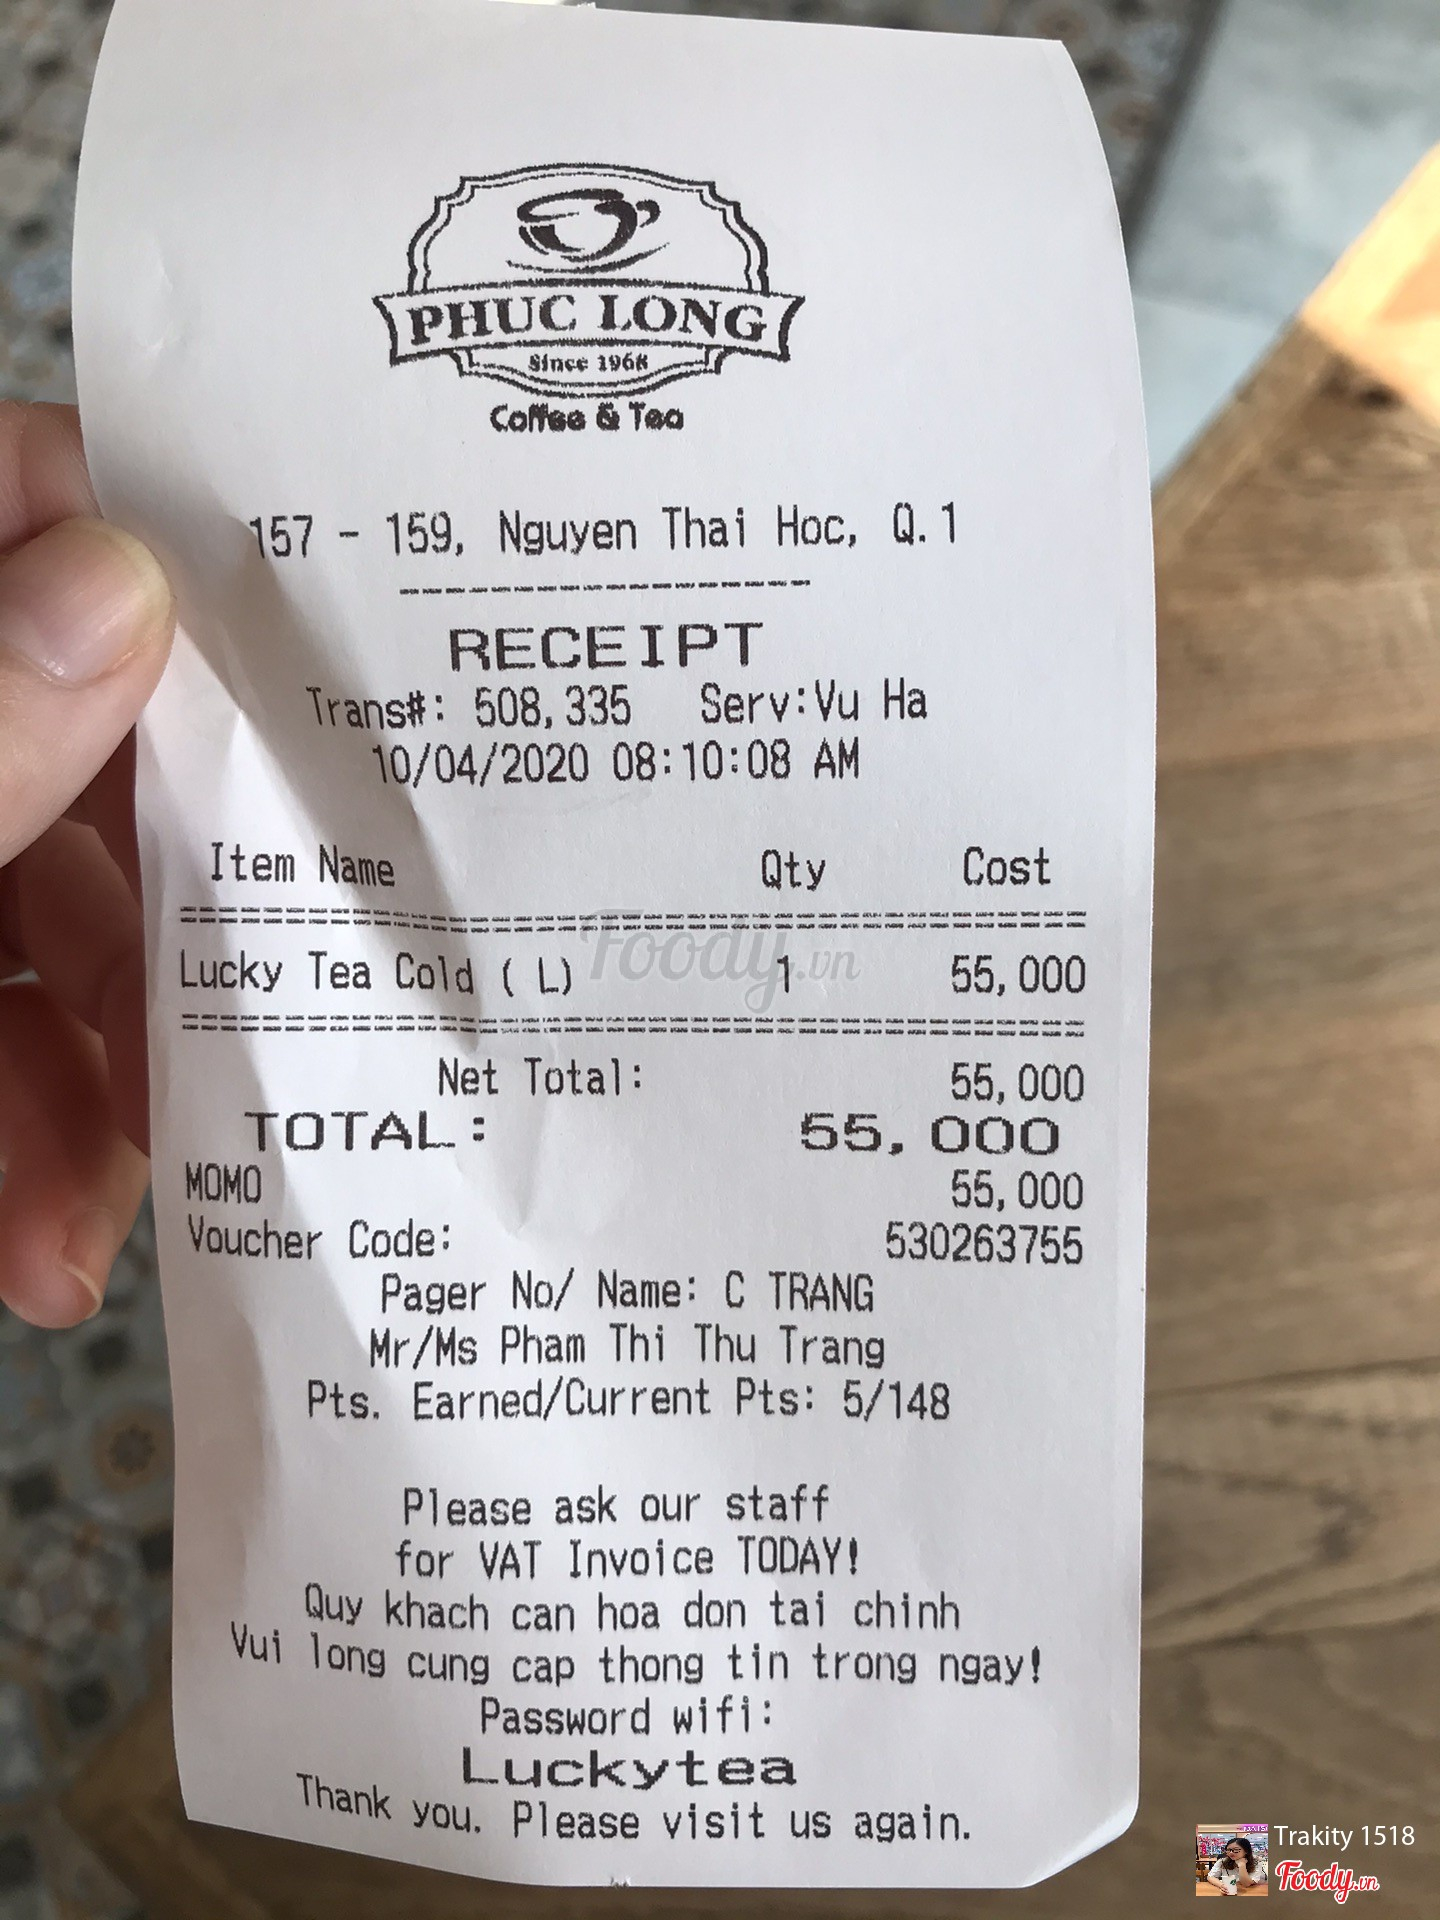 PHUC LONG
Since 1968
Coffee & Tea
157 - 159, Nguyen Thai Hoc, Q.1
RECEIPT
Trans#: 508,335 Serv:Vu Ha
10/04/2020 08:10:08 AM
Item Name Qty Cost
Lucky Tea Cold ( L) 1 55,000
Foody.vn
Net Total: 55,000
TOTAL: 55,000
MOMO 55,000
Voucher Code: 530263755
Pager No/ Name: C TRANG
Mr/Ms Pham Thi Thu Trang
Pts. Earned/Current Pts: 5/148
Please ask our staff
for VAT Invoice TODAY!
Quy khach can hoa don tai chinh
Vui long cung cap thong tin trong ngay!
Password wifi:
Luckytea
Thank you. Please visit us again.
Trakity 1518
Foody.vn